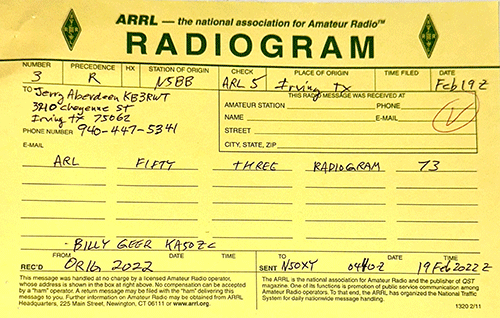 ARRL — the national association for Amateur Radio™
RADIOGRAM
NUMBER PRECEDENCE HX STATION OF ORIGIN CHECK PLACE OF ORIGIN TIME FILED DATE
3 R N5BB ARL 5 Irving Tx Feb 19 Z
TO Jerry Aberdeen KB3RWT
3810 Cheyenne St
Irving Tx 75062
PHONE NUMBER 940-447-5341
E-MAIL
THIS RADIO MESSAGE WAS RECEIVED AT
AMATEUR STATION PHONE
NAME E-MAIL
STREET
CITY, STATE, ZIP
ARL FIFTY THREE RADIOGRAM 73
- BILLY GEER KA5OZC
FROM DATE TIME TO DATE TIME
REC'D ORIG 2022 SENT N5OXY 0440Z 19 Feb 2022 Z
This message was handled at no charge by a licensed Amateur Radio operator,
whose address is shown in the box at right above. No compensation can be accepted
by a "ham" operator. A return message may be filed with the "ham" delivering this
message to you. Further information on Amateur Radio may be obtained from ARRL
Headquarters, 225 Main Street, Newington, CT 06111 or www.arrl.org.
The ARRL is the national association for Amateur Radio and the publisher of QST
magazine. One of its functions is promotion of public service communication among
Amateur Radio operators. To that end, the ARRL has organized the National Traffic
System for daily nationwide message handling.
1320 2/11